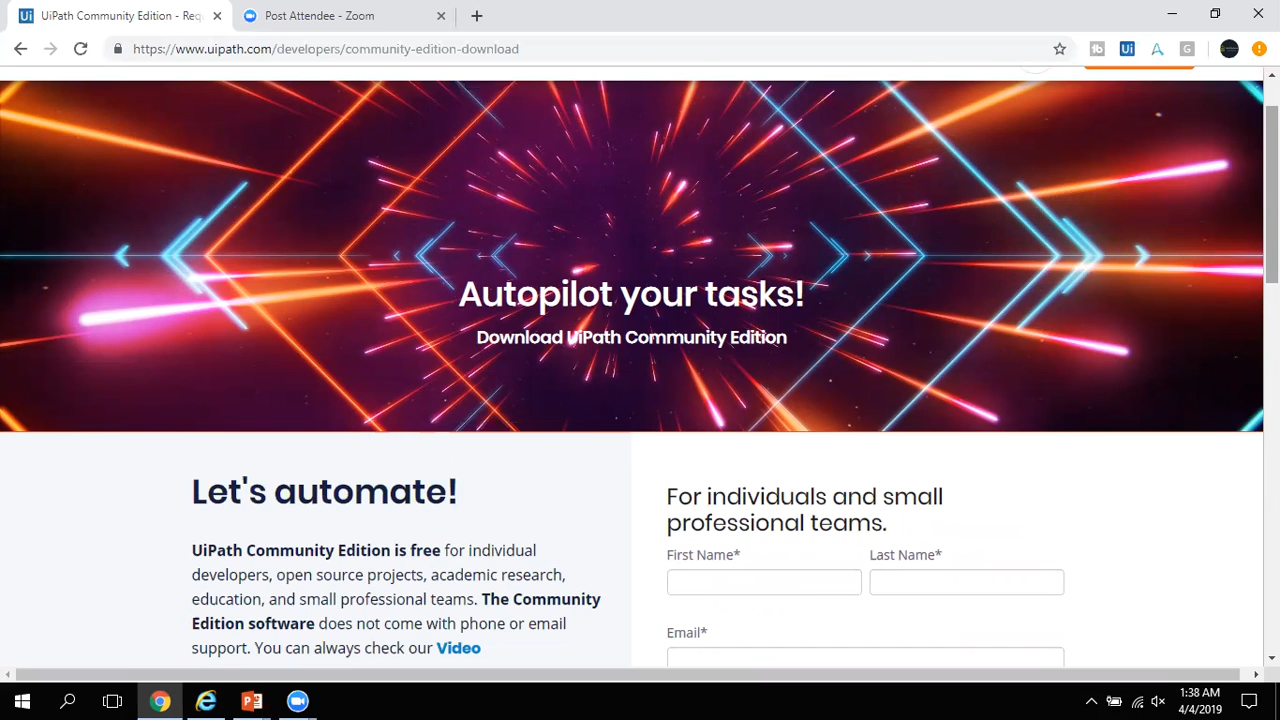 UiPath Community Edition - Req
Post Attendee - Zoom
https://www.uipath.com/developers/community-edition-download
Autopilot your tasks!
Download UiPath Community Edition
Let's automate!
UiPath Community Edition is free for individual
developers, open source projects, academic research,
education, and small professional teams. The Community
Edition software does not come with phone or email
support. You can always check our Video
For individuals and small
professional teams.
First Name*
Last Name*
Email*
1:38 AM
4/4/2019